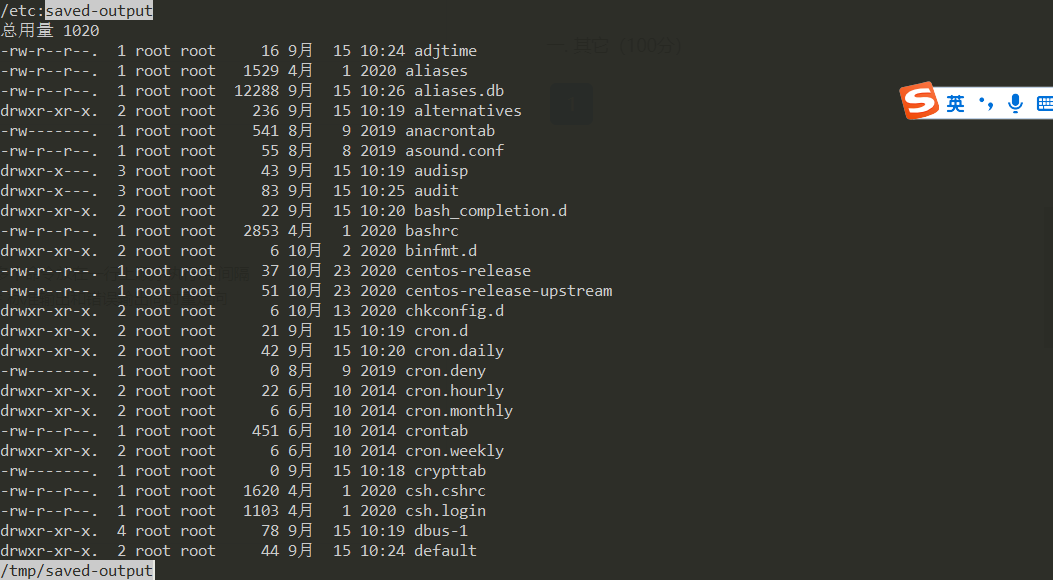 /etc:saved-output
总用量 1020
-rw-r--r--.  1 root root     16 9月   15 10:24 adjtime
-rw-r--r--.  1 root root   1529 4月    1 2020 aliases
-rw-r--r--.  1 root root  12288 9月   15 10:26 aliases.db
drwxr-xr-x.  2 root root    236 9月   15 10:19 alternatives
-rw-------.  1 root root    541 8月    9 2019 anacrontab
-rw-r--r--.  1 root root     55 8月    8 2019 asound.conf
drwxr-x---.  3 root root     43 9月   15 10:19 audisp
drwxr-x---.  3 root root     83 9月   15 10:25 audit
drwxr-xr-x.  2 root root     22 9月   15 10:20 bash_completion.d
-rw-r--r--.  1 root root   2853 4月    1 2020 bashrc
drwxr-xr-x.  2 root root      6 10月   2 2020 binfmt.d
-rw-r--r--.  1 root root     37 10月  23 2020 centos-release
-rw-r--r--.  1 root root     51 10月  23 2020 centos-release-upstream
drwxr-xr-x.  2 root root      6 10月  13 2020 chkconfig.d
drwxr-xr-x.  2 root root     21 9月   15 10:19 cron.d
drwxr-xr-x.  2 root root     42 9月   15 10:20 cron.daily
-rw-------.  1 root root      0 8月    9 2019 cron.deny
drwxr-xr-x.  2 root root     22 6月   10 2014 cron.hourly
drwxr-xr-x.  2 root root      6 6月   10 2014 cron.monthly
-rw-r--r--.  1 root root    451 6月   10 2014 crontab
drwxr-xr-x.  2 root root      6 6月   10 2014 cron.weekly
-rw-------.  1 root root      0 9月   15 10:18 crypttab
-rw-r--r--.  1 root root   1620 4月    1 2020 csh.cshrc
-rw-r--r--.  1 root root   1103 4月    1 2020 csh.login
drwxr-xr-x.  4 root root     78 9月   15 10:19 dbus-1
drwxr-xr-x.  2 root root     44 9月   15 10:24 default
/tmp/saved-output
英